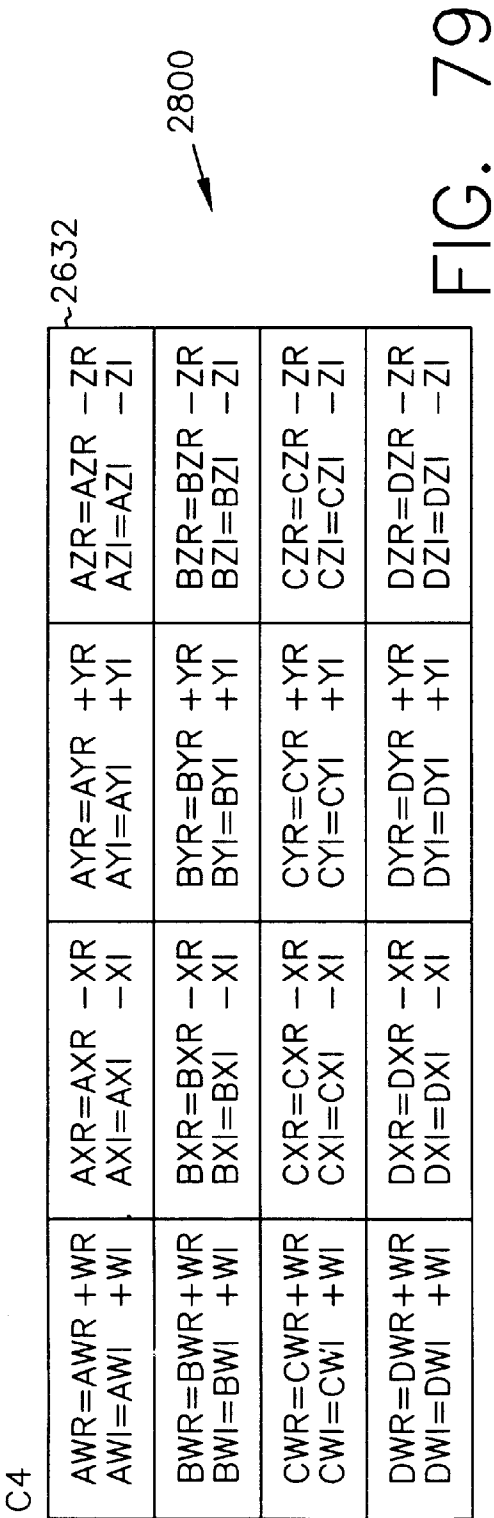 C4
2632
2800
AWR=AWR+WR AXR=AXR -XR AYR=AYR +YR AZR=AZR -ZR
AWI=AWI +WI AXI=AXI -XI AYI=AYI +YI AZI=AZI -ZI
BWR=BWR+WR BXR=BXR -XR BYR=BYR +YR BZR=BZR -ZR
BWI=BWI +WI BXI=BXI -XI BYI=BYI +YI BZI=BZI -ZI
CWR=CWR+WR CXR=CXR -XR CYR=CYR +YR CZR=CZR -ZR
CWI=CWI +WI CXI=CXI -XI CYI=CYI +YI CZI=CZI -ZI
DWR=DWR+WR DXR=DXR -XR DYR=DYR +YR DZR=DZR -ZR
DWI=DWI +WI DXI=DXI -XI DYI=DYI +YI DZI=DZI -ZI
FIG. 79